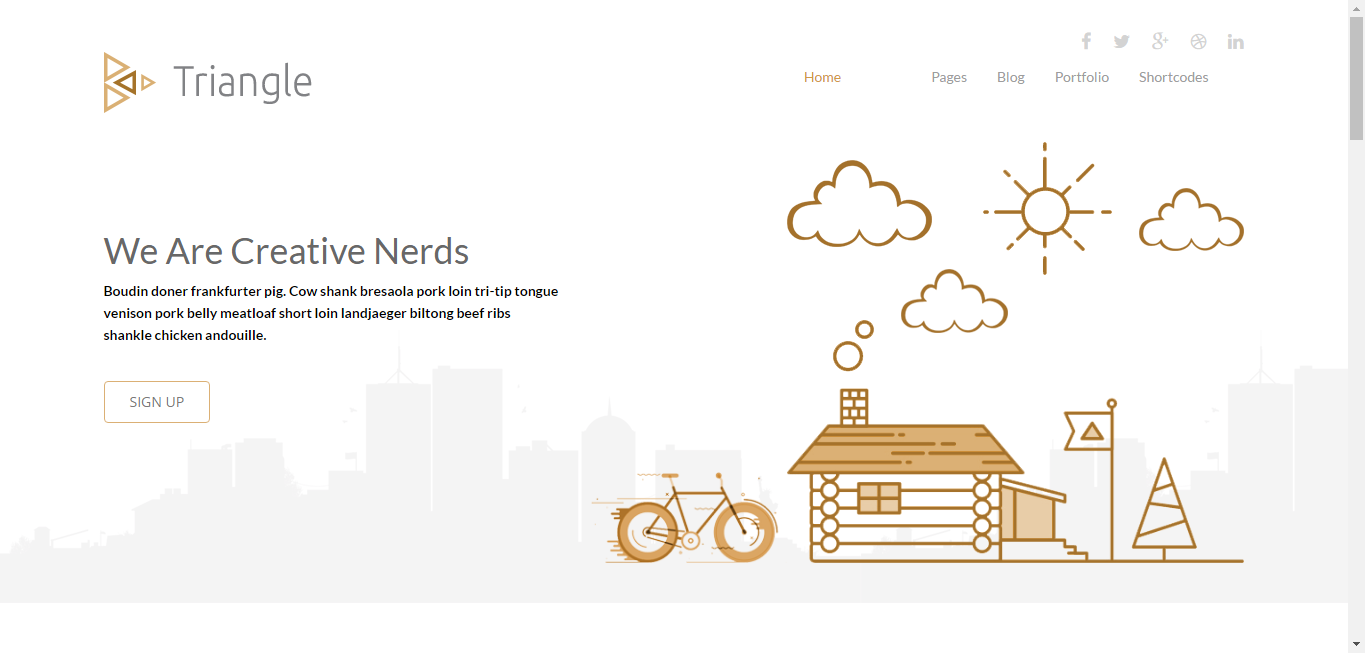 Triangle
Home Pages Blog Portfolio Shortcodes
We Are Creative Nerds
Boudin doner frankfurter pig. Cow shank bresaola pork loin tri-tip tongue
venison pork belly meatloaf short loin landjaeger biltong beef ribs
shankle chicken andouille.
SIGN UP